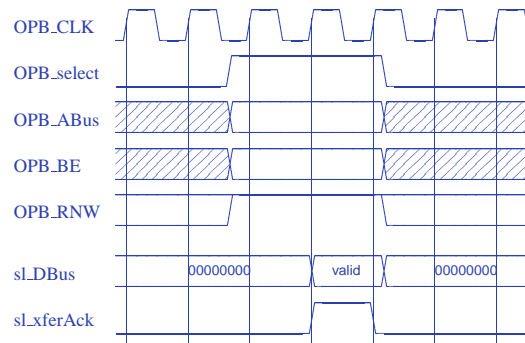 OPB_CLK
OPB_select
OPB_ABus
OPB_BE
OPB_RNW
sl_DBus 00000000 valid 00000000
sl_xferAck